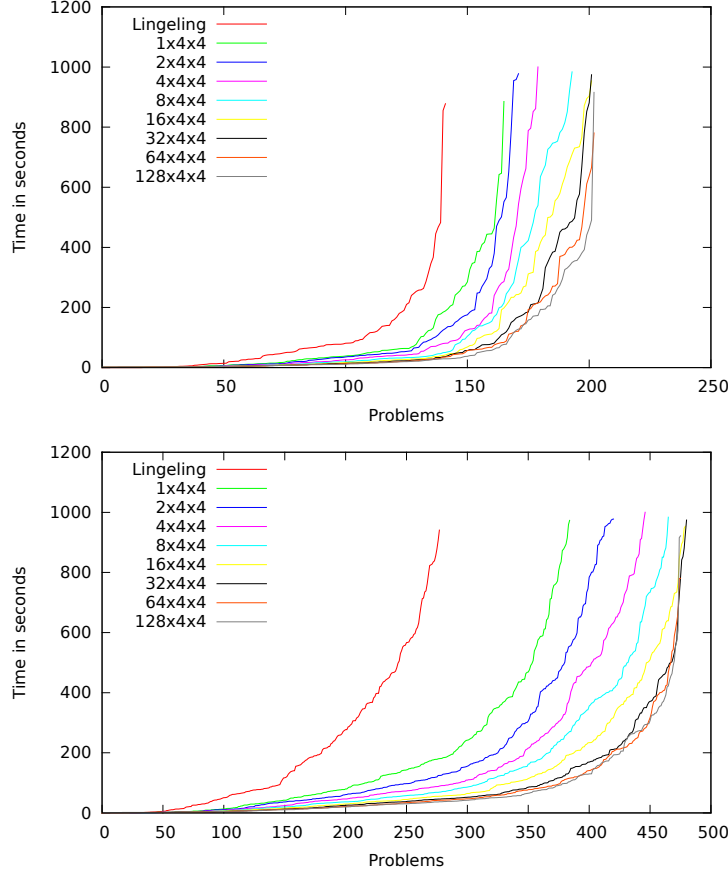 1200
1000
800
600
400
200
0
Time in seconds
Lingeling
1x4x4
2x4x4
4x4x4
8x4x4
16x4x4
32x4x4
64x4x4
128x4x4
0 50 100 150 200 250
Problems
1200
1000
800
600
400
200
0
Time in seconds
Lingeling
1x4x4
2x4x4
4x4x4
8x4x4
16x4x4
32x4x4
64x4x4
128x4x4
0 50 100 150 200 250 300 350 400 450 500
Problems